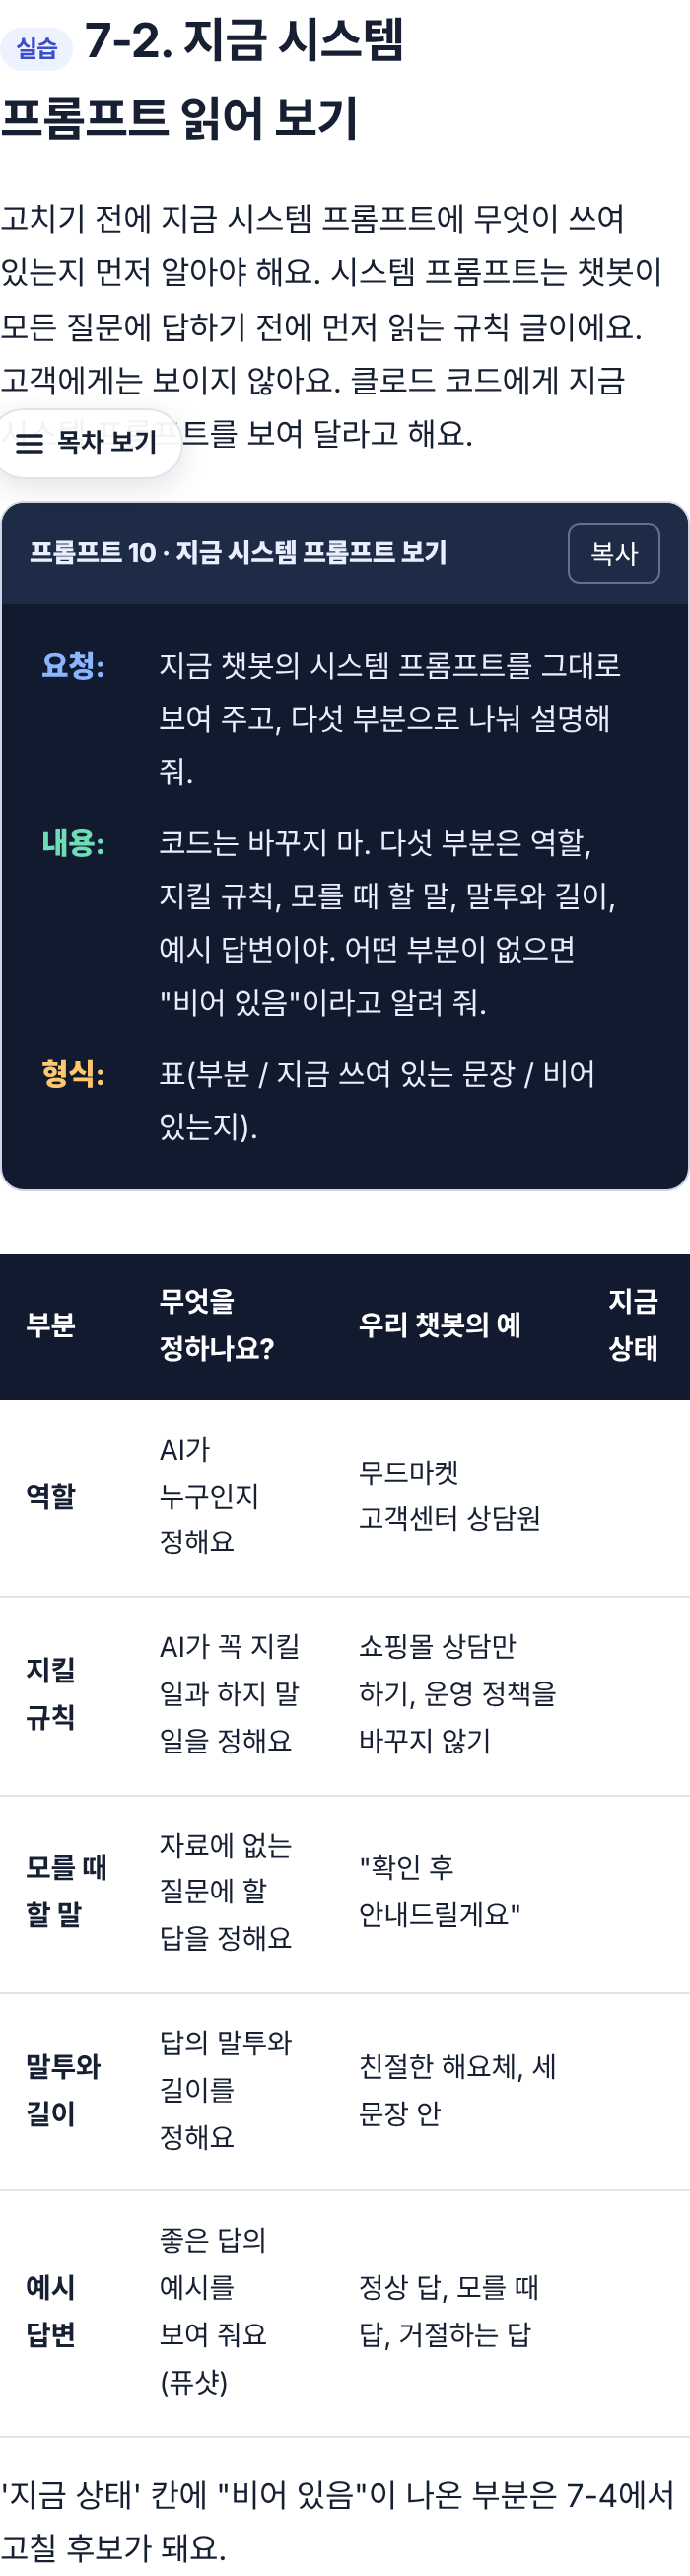 실습 7-2. 지금 시스템
프롬프트 읽어 보기
고치기 전에 지금 시스템 프롬프트에 무엇이 쓰여
있는지 먼저 알아야 해요. 시스템 프롬프트는 챗봇이
모든 질문에 답하기 전에 먼저 읽는 규칙 글이에요.
고객에게는 보이지 않아요. 클로드 코드에게 지금
시스템 프롬프트를 보여 달라고 해요.
목차 보기
프롬프트 10 · 지금 시스템 프롬프트 보기
복사
요청: 지금 챗봇의 시스템 프롬프트를 그대로
보여 주고, 다섯 부분으로 나눠 설명해
줘.
내용: 코드는 바꾸지 마. 다섯 부분은 역할,
지킬 규칙, 모를 때 할 말, 말투와 길이,
예시 답변이야. 어떤 부분이 없으면
"비어 있음"이라고 알려 줘.
형식: 표(부분 / 지금 쓰여 있는 문장 / 비어
있는지).
부분
무엇을
정하나요?
우리 챗봇의 예
지금
상태
역할
AI가
누구인지
정해요
무드마켓
고객센터 상담원
지킬
규칙
AI가 꼭 지킬
일과 하지 말
일을 정해요
쇼핑몰 상담만
하기, 운영 정책을
바꾸지 않기
모를 때
할 말
자료에 없는
질문에 할
답을 정해요
"확인 후
안내드릴게요"
말투와
길이
답의 말투와
길이를
정해요
친절한 해요체, 세
문장 안
예시
답변
좋은 답의
예시를
보여 줘요
(퓨샷)
정상 답, 모를 때
답, 거절하는 답
'지금 상태' 칸에 "비어 있음"이 나온 부분은 7-4에서
고칠 후보가 돼요.